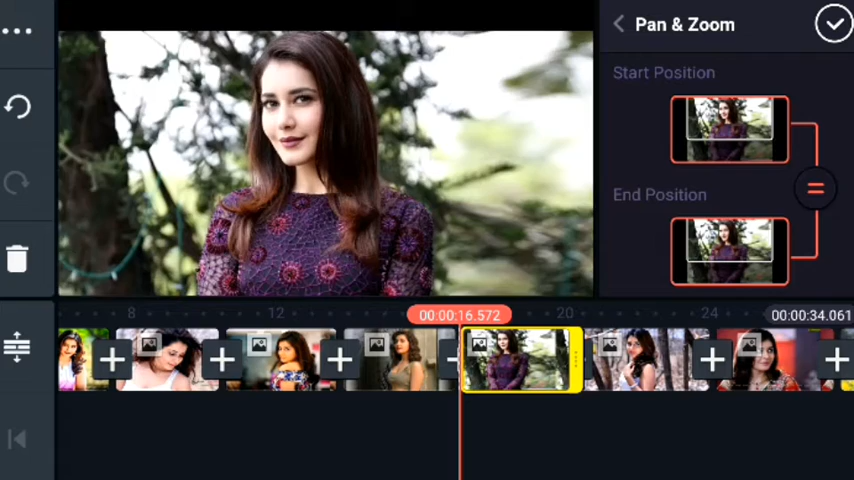 Pan & Zoom
Start Position
End Position
8
12
00:00:16.572
20
24
00:00:34.061